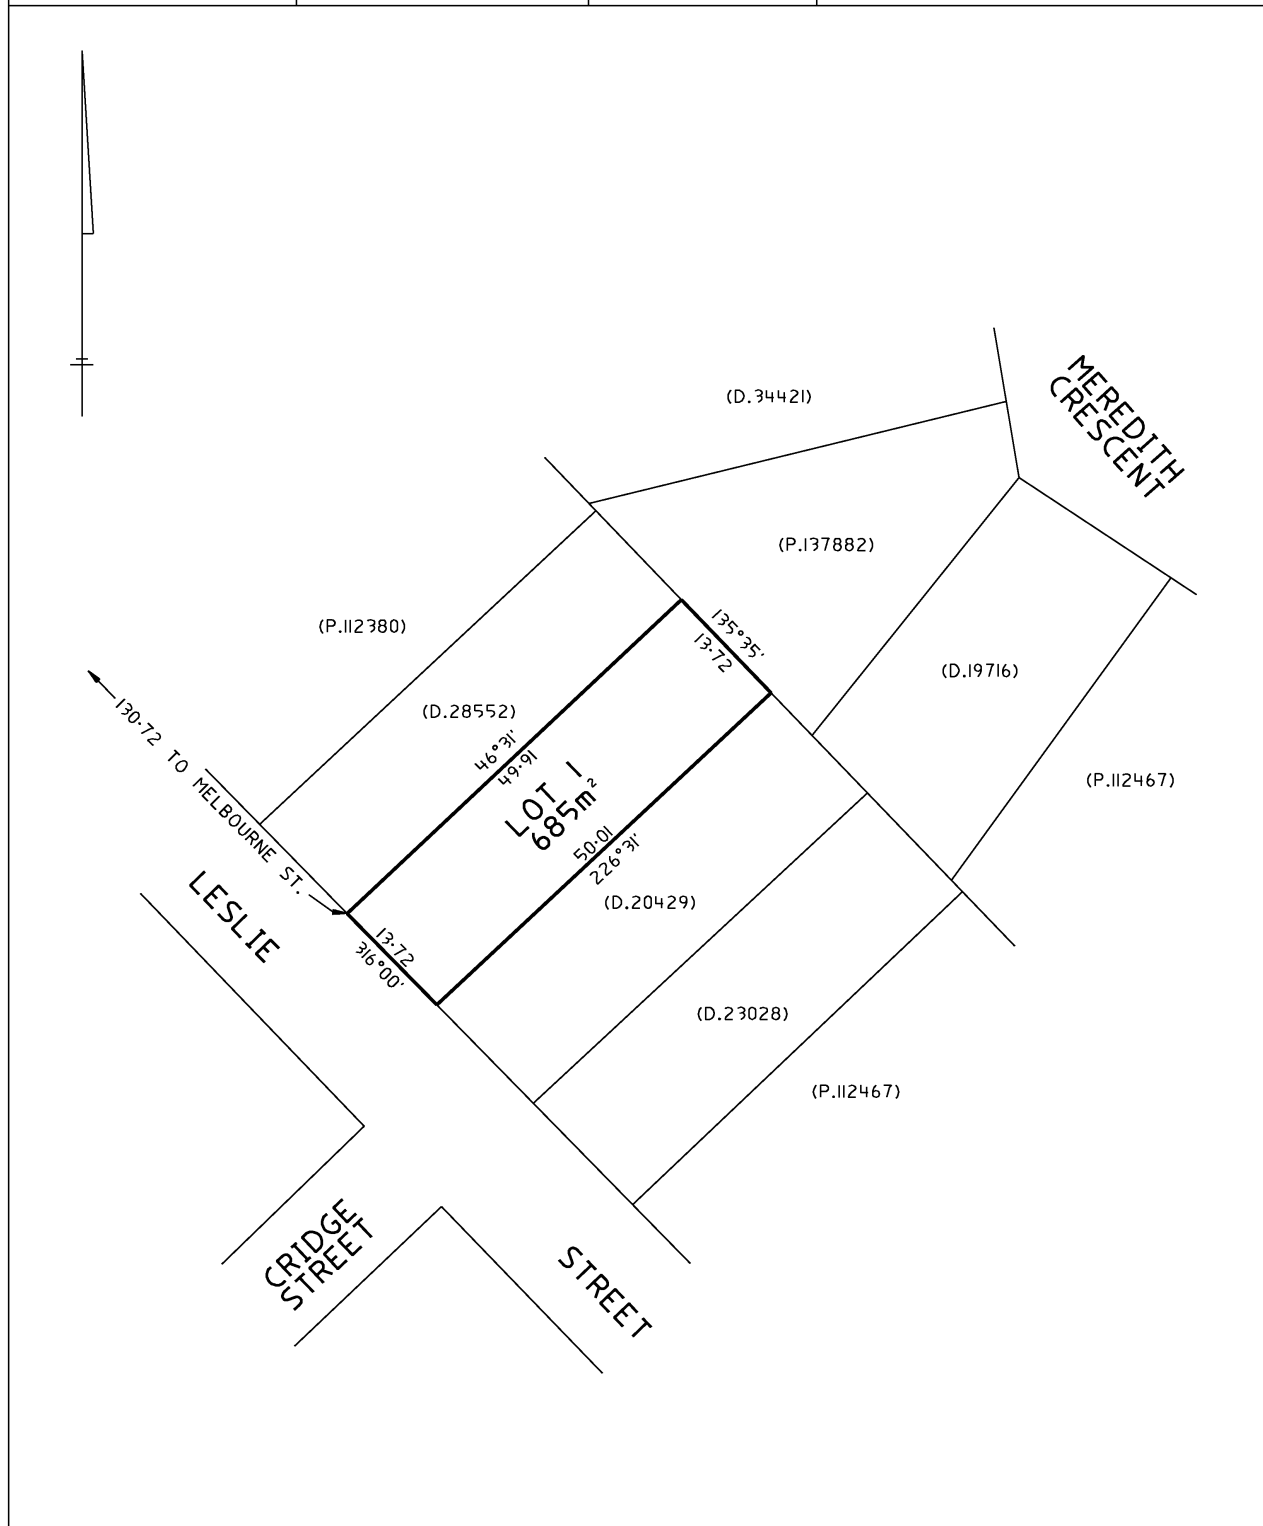 (D.34421)
MEREDITH
CRESCENT
(P.137882)
(P.112380)
135°35'
13·72
(D.19716)
(D.28552)
46°31'
49·91
130·72 TO MELBOURNE ST.
LOT 1
685m²
(P.112467)
50·01
226°31'
(D.20429)
LESLIE
13·72
316°00'
(D.23028)
(P.112467)
CRIDGE
STREET
STREET